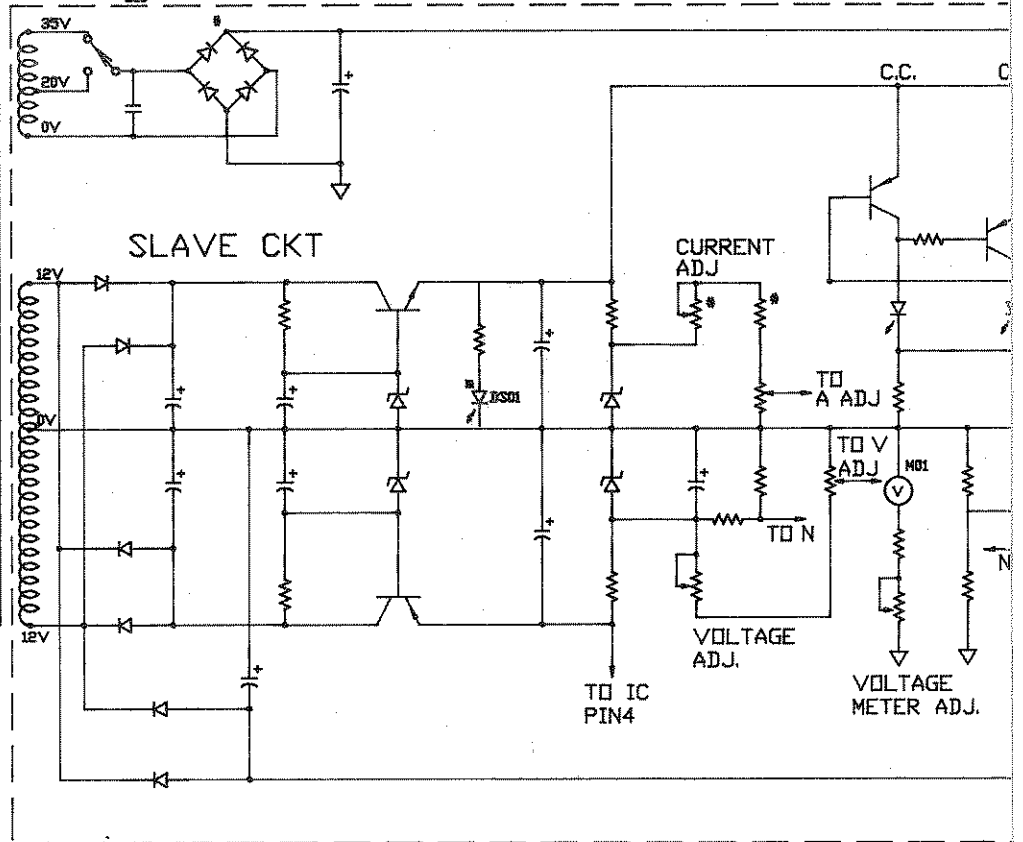 35V
20V
0V
C.C.
SLAVE CKT
12V
CURRENT
ADJ
TO
A ADJ
0V
TO V
ADJ
M01
V
TO N
12V
VOLTAGE
ADJ.
TO IC
PIN4
VOLTAGE
METER ADJ.
N